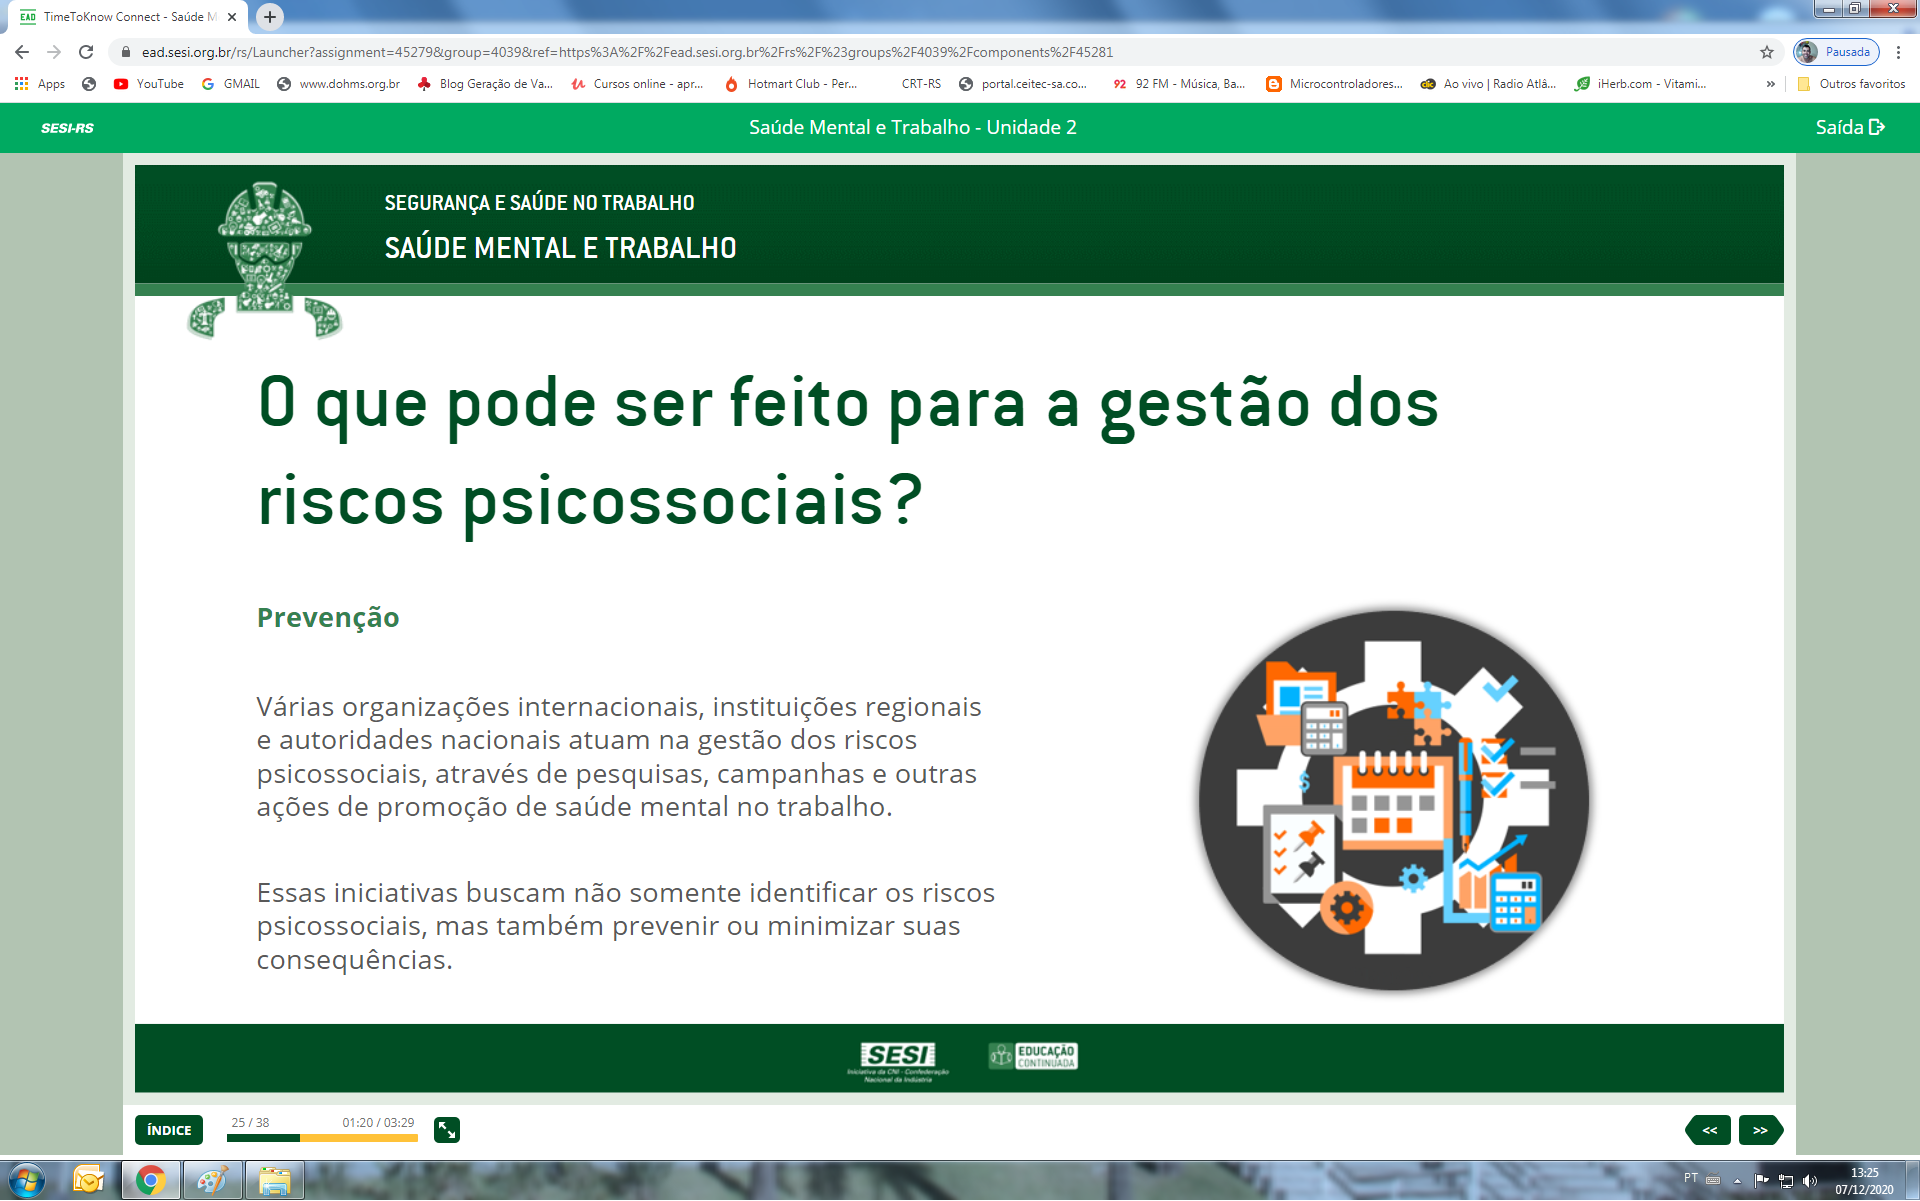 EAD TimeToKnow Connect - Saúde M
ead.sesi.org.br/rs/Launcher?assignment=45279&group=4039&ref=https%3A%2F%2Fead.sesi.org.br%2Frs%2F%23groups%2F4039%2Fcomponents%2F45281
Pausada
Apps YouTube GMAIL www.dohms.org.br Blog Geração de Va... Cursos online - apr... Hotmart Club - Per... CRT-RS portal.ceitec-sa.co... 92 92 FM - Música, Ba... Microcontroladores... Ao vivo | Radio Atlâ... iHerb.com - Vitami... » Outros favoritos
SESI-RS
Saúde Mental e Trabalho - Unidade 2
Saída
SEGURANÇA E SAÚDE NO TRABALHO
SAÚDE MENTAL E TRABALHO
O que pode ser feito para a gestão dos
riscos psicossociais?
Prevenção
Várias organizações internacionais, instituições regionais
e autoridades nacionais atuam na gestão dos riscos
psicossociais, através de pesquisas, campanhas e outras
ações de promoção de saúde mental no trabalho.
Essas iniciativas buscam não somente identificar os riscos
psicossociais, mas também prevenir ou minimizar suas
consequências.
$
SESI
Iniciativa da CNI - Confederação
Nacional da Indústria
EDUCAÇÃO
CONTINUADA
ÍNDICE
25 / 38
01:20 / 03:29
<<
>>
PT
13:25
07/12/2020